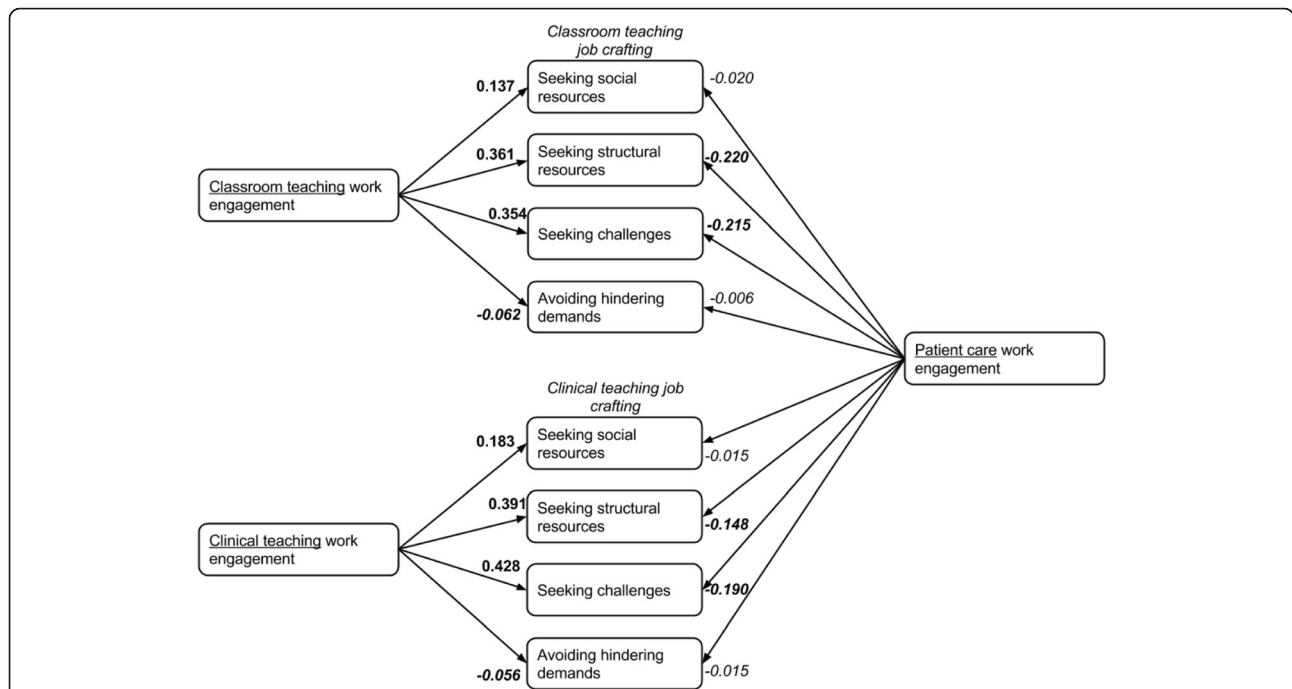 Classroom teaching
job crafting
Seeking social
resources
0.137
-0.020
Seeking structural
resources
0.361
-0.220
Classroom teaching work
engagement
Seeking challenges
0.354
-0.215
Avoiding hindering
demands
-0.062
-0.006
Patient care work
engagement
Clinical teaching job
crafting
Seeking social
resources
0.183
-0.015
Seeking structural
resources
0.391
-0.148
Clinical teaching work
engagement
Seeking challenges
0.428
-0.190
Avoiding hindering
demands
-0.056
-0.015